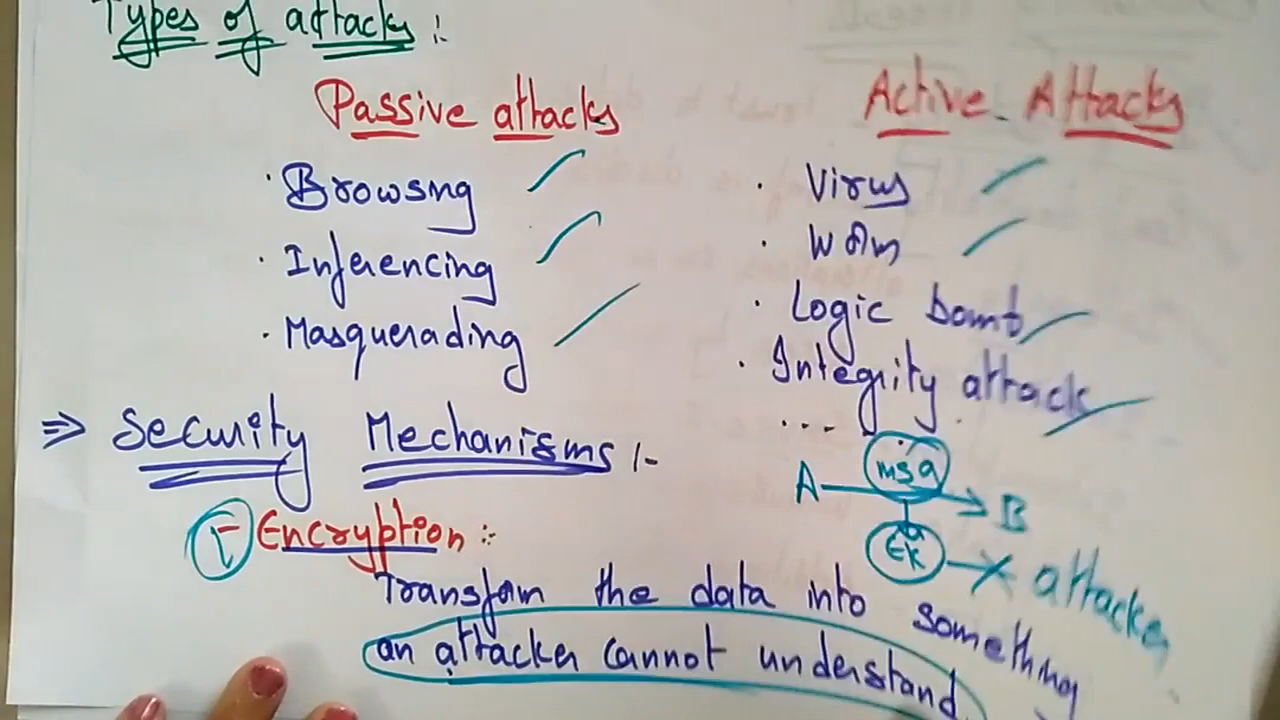 Types of attacks :-
Passive attacks
Active Attacks
· Browsng
· Inferencing
· Masquerading
· Virus
· Worm
· Logic bomb
· Integrity attack
...
⇒ Security Mechanisms :-
msg
A → B
EK
attacker
- Encryption :-
Transform the data into something
an attacker cannot understand.